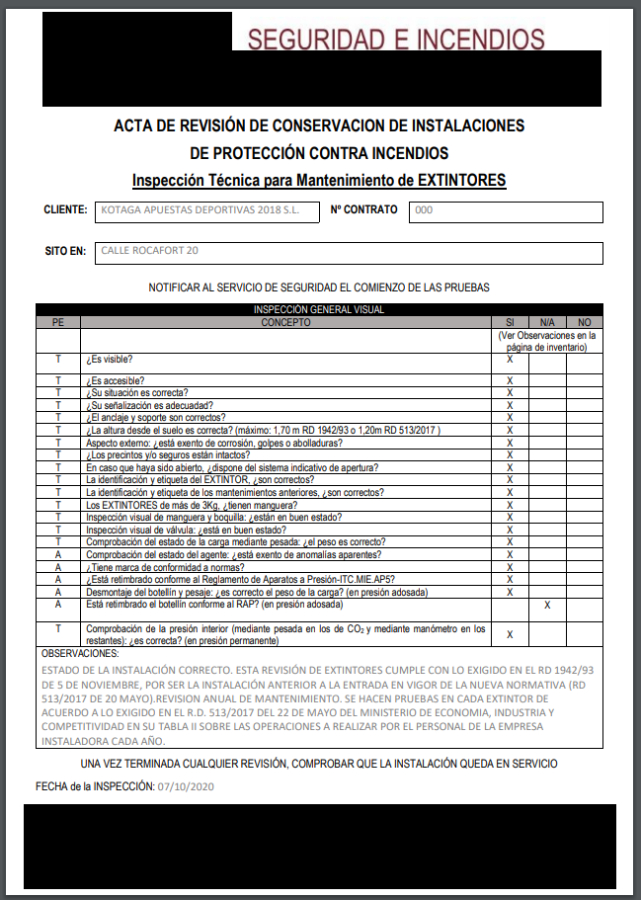 SEGURIDAD E INCENDIOS
ACTA DE REVISIÓN DE CONSERVACION DE INSTALACIONES
DE PROTECCIÓN CONTRA INCENDIOS
Inspección Técnica para Mantenimiento de EXTINTORES
CLIENTE: KOTAGA APUESTAS DEPORTIVAS 2018 S.L. Nº CONTRATO 000
SITO EN: CALLE ROCAFORT 20
NOTIFICAR AL SERVICIO DE SEGURIDAD EL COMIENZO DE LAS PRUEBAS
INSPECCIÓN GENERAL VISUAL
PE CONCEPTO SI N/A NO
(Ver Observaciones en la
página de inventario)
T ¿Es visible? X
T ¿Es accesible? X
T ¿Su situación es correcta? X
T ¿Su señalización es adecuada? X
T ¿El anclaje y soporte son correctos? X
T ¿La altura desde el suelo es correcta? (máximo: 1,70 m RD 1942/93 o 1,20m RD 513/2017 ) X
T Aspecto externo: ¿está exento de corrosión, golpes o abolladuras? X
T ¿Los precintos y/o seguros están intactos? X
T En caso que haya sido abierto, ¿dispone del sistema indicativo de apertura? X
T La identificación y etiqueta del EXTINTOR, ¿son correctos? X
T La identificación y etiqueta de los mantenimientos anteriores, ¿son correctos? X
T Los EXTINTORES de más de 3Kg, ¿tienen manguera? X
T Inspección visual de manguera y boquilla: ¿están en buen estado? X
T Inspección visual de válvula: ¿está en buen estado? X
T Comprobación del estado de la carga mediante pesada: ¿el peso es correcto? X
A Comprobación del estado del agente: ¿está exento de anomalías aparentes? X
A ¿Tiene marca de conformidad a normas? X
A ¿Está retimbrado conforme al Reglamento de Aparatos a Presión-ITC.MIE.AP5? X
A Desmontaje del botellín y pesaje: ¿es correcto el peso de la carga? (en presión adosada) X
A Está retimbrado el botellín conforme al RAP? (en presión adosada) X
T Comprobación de la presión interior (mediante pesada en los de CO2 y mediante manómetro en los
restantes): ¿es correcta? (en presión permanente) X
OBSERVACIONES:
ESTADO DE LA INSTALACIÓN CORRECTO. ESTA REVISIÓN DE EXTINTORES CUMPLE CON LO EXIGIDO EN EL RD 1942/93
DE 5 DE NOVIEMBRE, POR SER LA INSTALACIÓN ANTERIOR A LA ENTRADA EN VIGOR DE LA NUEVA NORMATIVA (RD
513/2017 DE 20 MAYO).REVISION ANUAL DE MANTENIMIENTO. SE HACEN PRUEBAS EN CADA EXTINTOR DE
ACUERDO A LO EXIGIDO EN EL R.D. 513/2017 DEL 22 DE MAYO DEL MINISTERIO DE ECONOMIA, INDUSTRIA Y
COMPETITIVIDAD EN SU TABLA II SOBRE LAS OPERACIONES A REALIZAR POR EL PERSONAL DE LA EMPRESA
INSTALADORA CADA AÑO.
UNA VEZ TERMINADA CUALQUIER REVISIÓN, COMPROBAR QUE LA INSTALACIÓN QUEDA EN SERVICIO
FECHA de la INSPECCIÓN: 07/10/2020